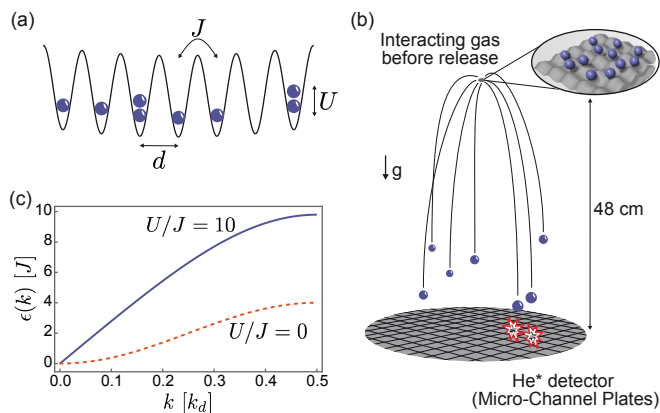 (a)
J
U
d
(b)
Interacting gas
before release
g
48 cm
He* detector
(Micro-Channel Plates)
(c)
10
8
6
4
2
0
ϵ(k) [J]
U/J = 10
U/J = 0
0.0 0.1 0.2 0.3 0.4 0.5
k [k_d]